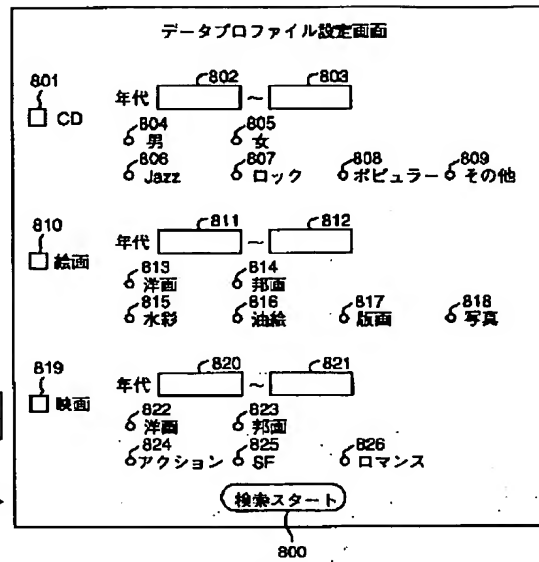 データプロファイル設定画面
801 802 803
年代 ～
CD
804 805
男 女
806 807 808 809
Jazz ロック ポピュラー その他
810 811 812
年代 ～
絵画
813 814
洋画 邦画
815 816 817 818
水彩 油絵 版画 写真
819 820 821
年代 ～
映画
822 823
洋画 邦画
824 825 826
アクション SF ロマンス
検索スタート
800